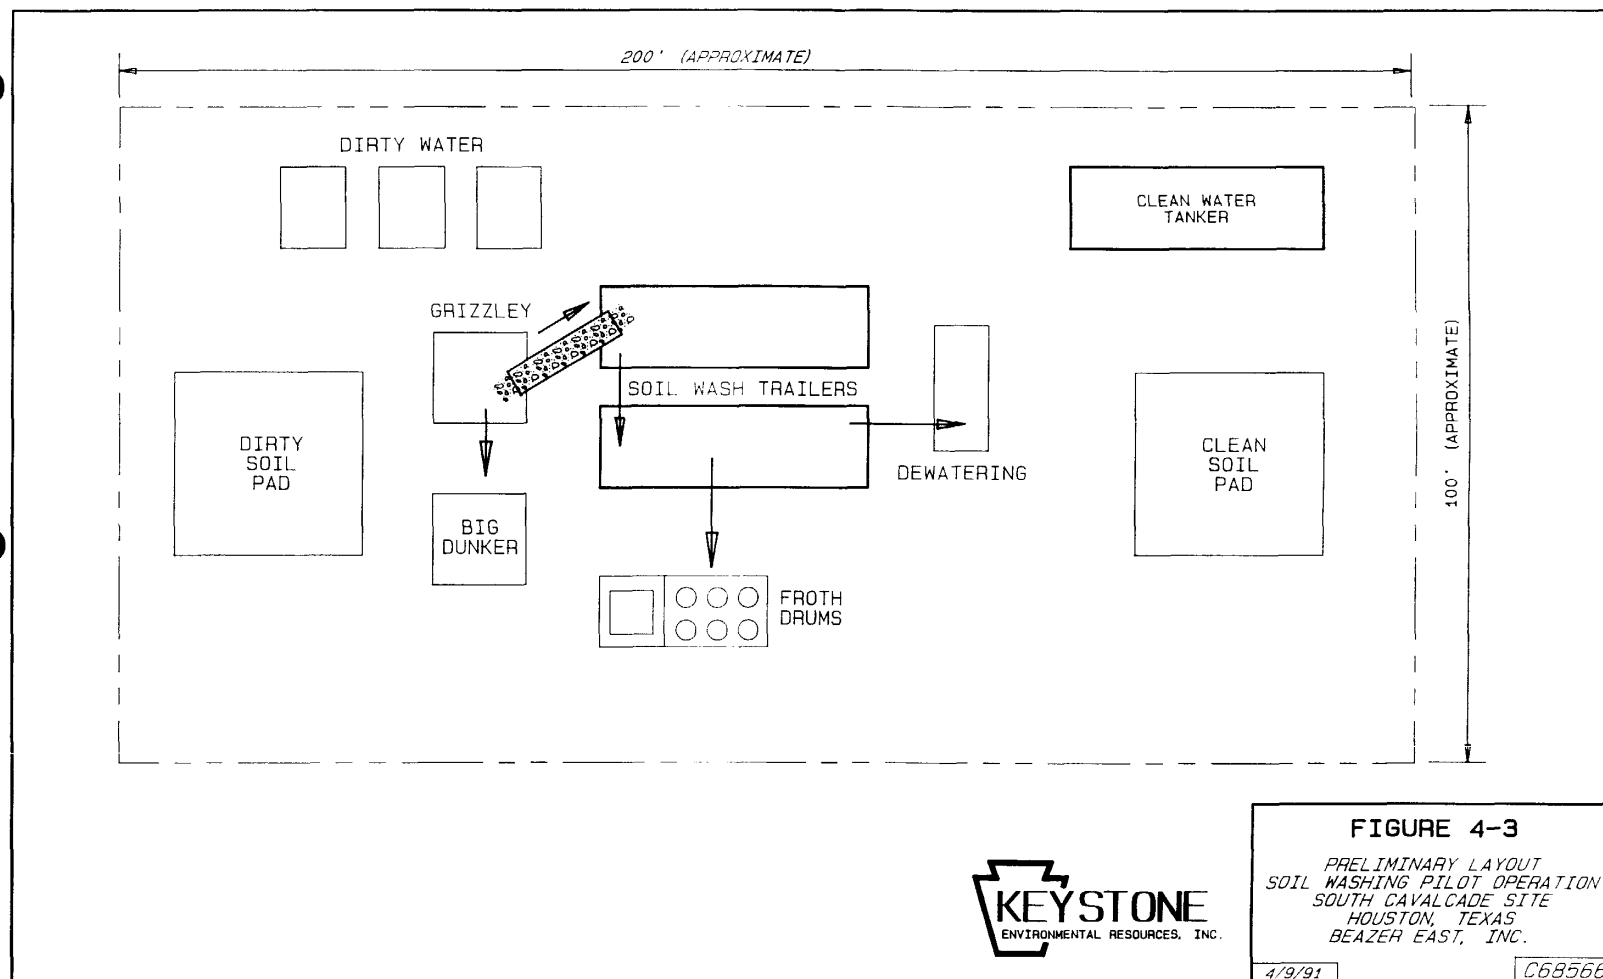 200' (APPROXIMATE)
DIRTY WATER
CLEAN WATER
TANKER
GRIZZLEY
100' (APPROXIMATE)
SOIL WASH TRAILERS
DIRTY
SOIL
PAD
CLEAN
SOIL
PAD
DEWATERING
BIG
DUNKER
FROTH
DRUMS
FIGURE 4-3
PRELIMINARY LAYOUT
SOIL WASHING PILOT OPERATION
SOUTH CAVALCADE SITE
HOUSTON, TEXAS
BEAZER EAST, INC.
KEYSTONE
ENVIRONMENTAL RESOURCES, INC.
4/9/91
C68566